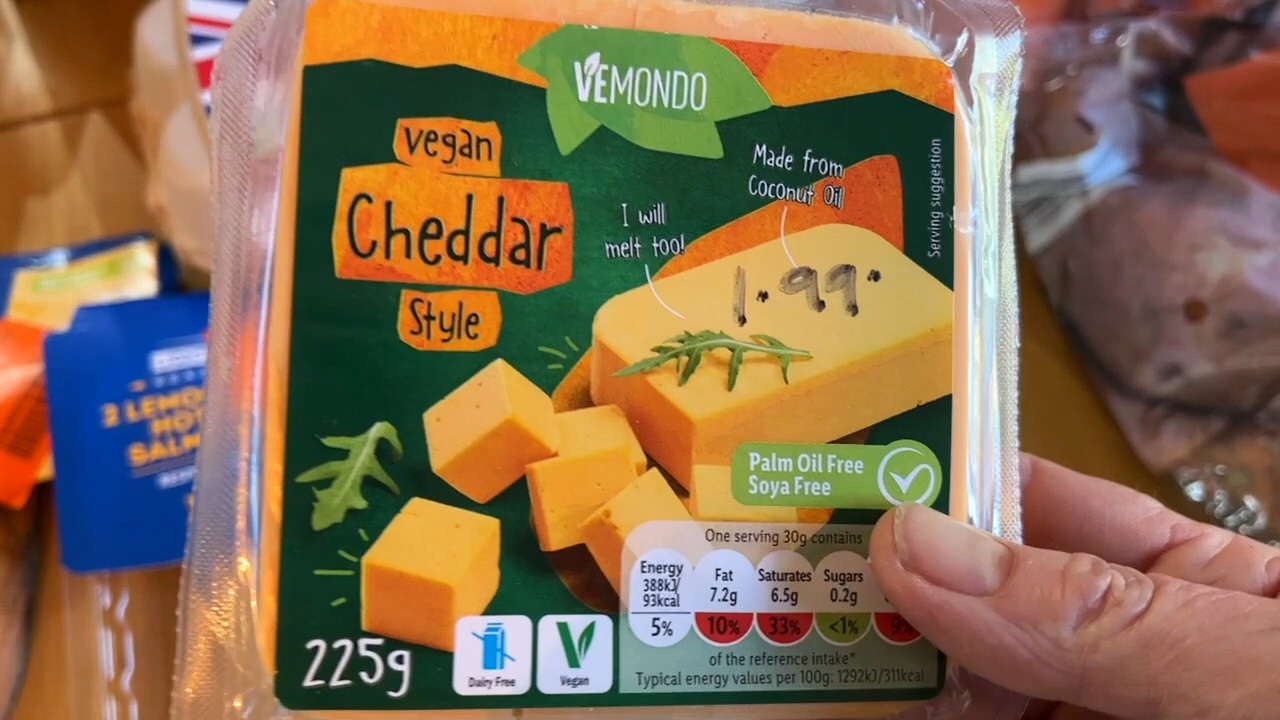 VEMONDO
vegan
Cheddar
Style
I will
melt too!
Made from
Coconut Oil
Serving suggestion
1.99.
Palm Oil Free
Soya Free
One serving 30g contains
Energy
388kJ/
93kcal
5%
Fat
7.2g
10%
Saturates
6.5g
33%
Sugars
0.2g
<1%
9%
of the reference intake*
Typical energy values per 100g: 1292kJ/311kcal
225g
Dairy Free
Vegan
2